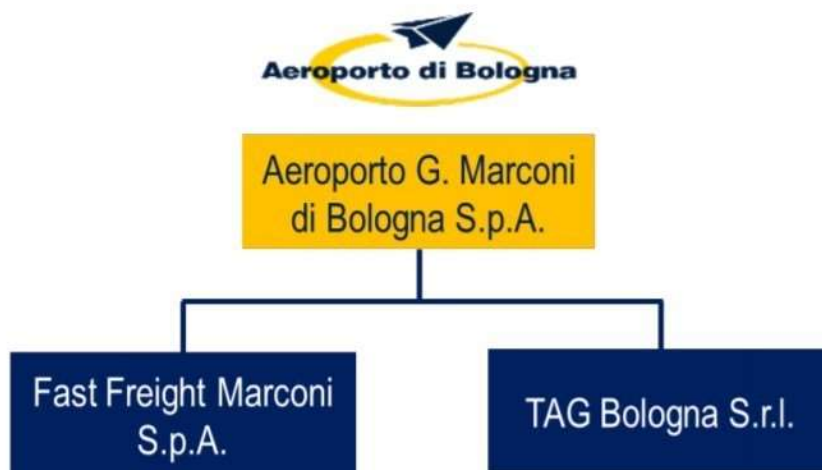 Aeroporto di Bologna
Aeroporto G. Marconi
di Bologna S.p.A.
Fast Freight Marconi
S.p.A.
TAG Bologna S.r.l.